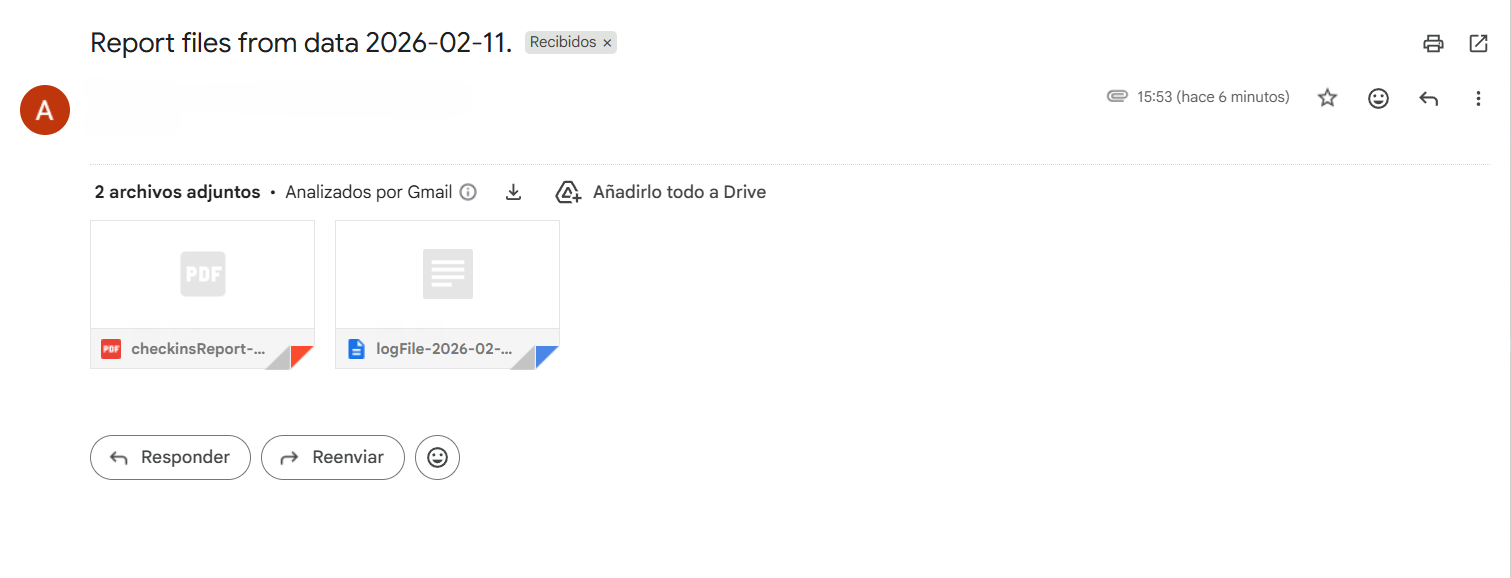 Report files from data 2026-02-11. Recibidos ×
A
15:53 (hace 6 minutos)
2 archivos adjuntos • Analizados por Gmail
Añadirlo todo a Drive
PDF
PDF checkinsReport-...
logFile-2026-02-...
Responder
Reenviar